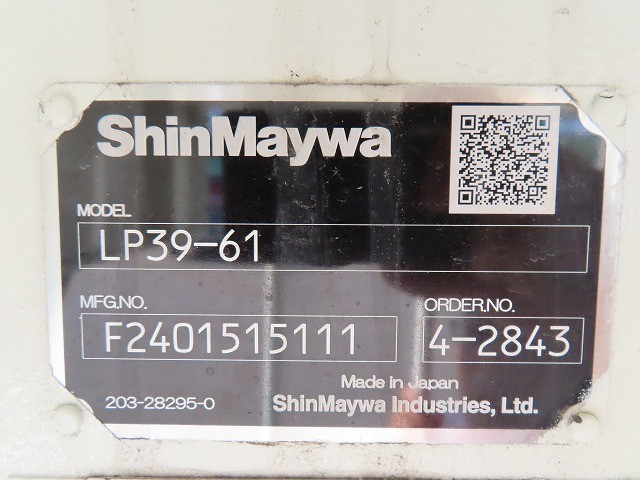 ShinMaywa
MODEL
LP39-61
MFG.NO.
ORDER.NO.
F2401515111
4-2843
Made in Japan
203-28295-0
ShinMaywa Industries, Ltd.